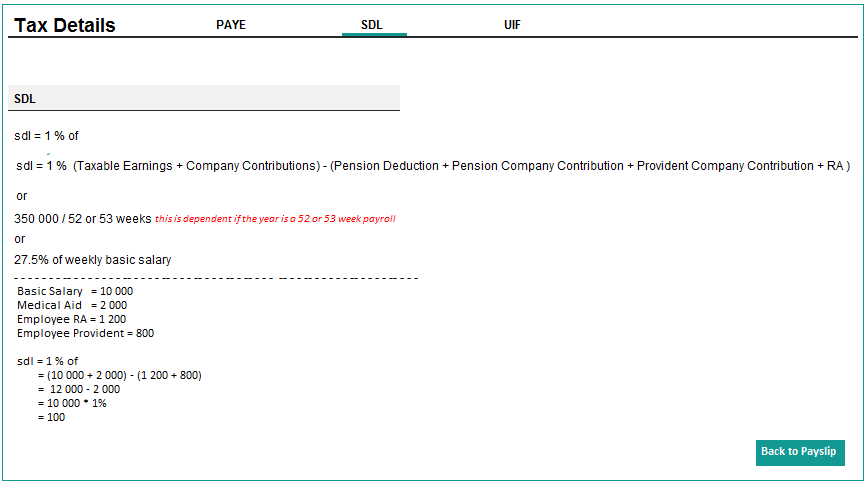 Tax Details PAYE SDL UIF
SDL
sdl = 1 % of
sdl = 1 % (Taxable Earnings + Company Contributions) - (Pension Deduction + Pension Company Contribution + Provident Company Contribution + RA )
or
350 000 / 52 or 53 weeks this is dependent if the year is a 52 or 53 week payroll
or
27.5% of weekly basic salary
Basic Salary = 10 000
Medical Aid = 2 000
Employee RA = 1 200
Employee Provident = 800
sdl = 1 % of
= (10 000 + 2 000) - (1 200 + 800)
= 12 000 - 2 000
= 10 000 * 1%
= 100
Back to Payslip